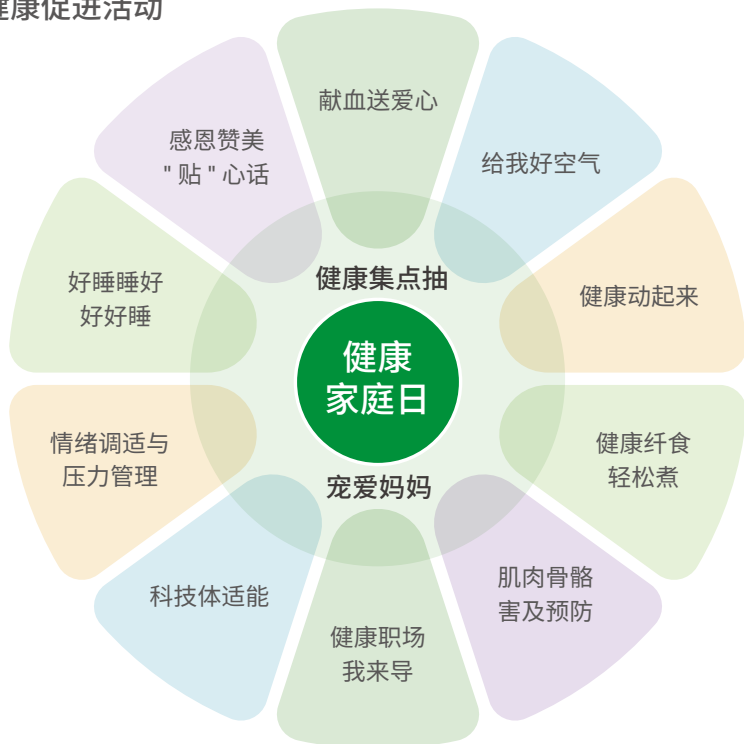 健康促进活动
献血送爱心
给我好空气
健康动起来
健康纤食
轻松煮
肌肉骨骼
害及预防
健康职场
我来导
科技体适能
情绪调适与
压力管理
好睡睡好
好好睡
感恩赞美
"贴"心话
健康集点抽
健康
家庭日
宠爱妈妈